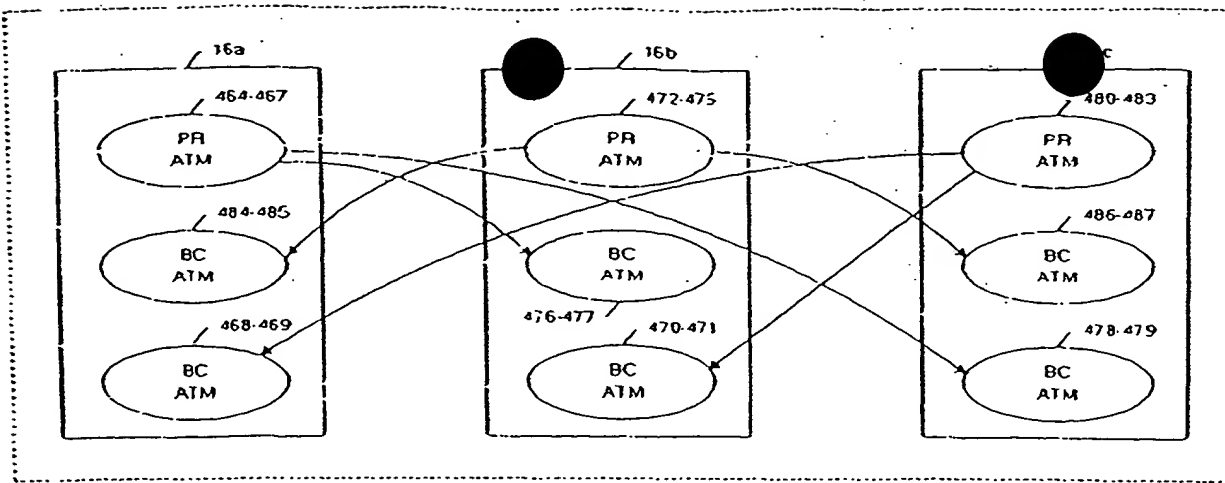 16a
464-467
PR
ATM
484-485
BC
ATM
468-469
BC
ATM
16b
472-475
PR
ATM
BC
ATM
476-477
470-471
BC
ATM
c
480-483
PR
ATM
486-487
BC
ATM
478-479
BC
ATM